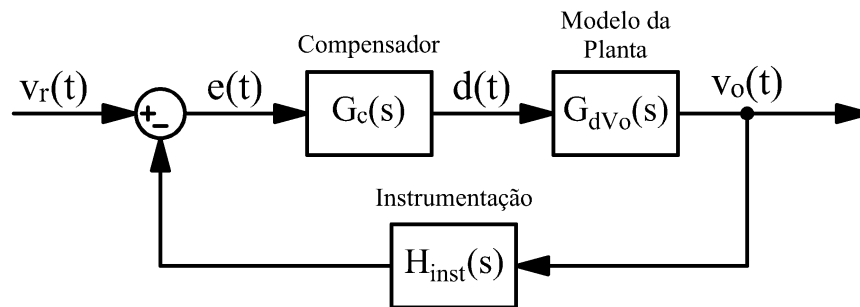 Compensador
Modelo da
Planta
vr(t)
+
−
e(t)
Gc(s)
d(t)
GdVo(s)
vo(t)
Instrumentação
Hinst(s)